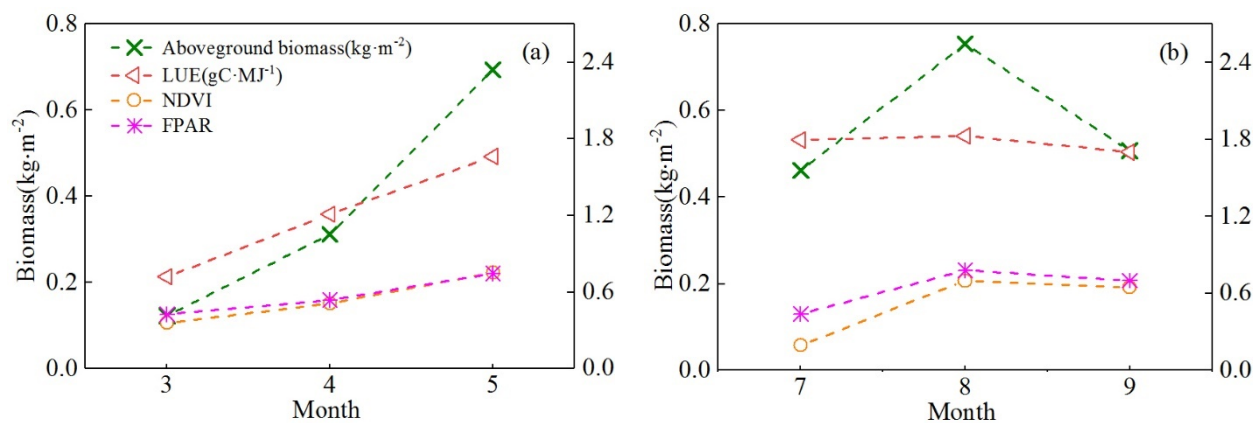 0.8
0.6
0.4
0.2
0.0
Biomass(kg·m⁻²)
Aboveground biomass(kg·m⁻²)
LUE(gC·MJ⁻¹)
NDVI
FPAR
(a)
2.4
1.8
1.2
0.6
0.0
3 4 5
Month
0.8
0.6
0.4
0.2
0.0
Biomass(kg·m⁻²)
(b)
2.4
1.8
1.2
0.6
0.0
7 8 9
Month